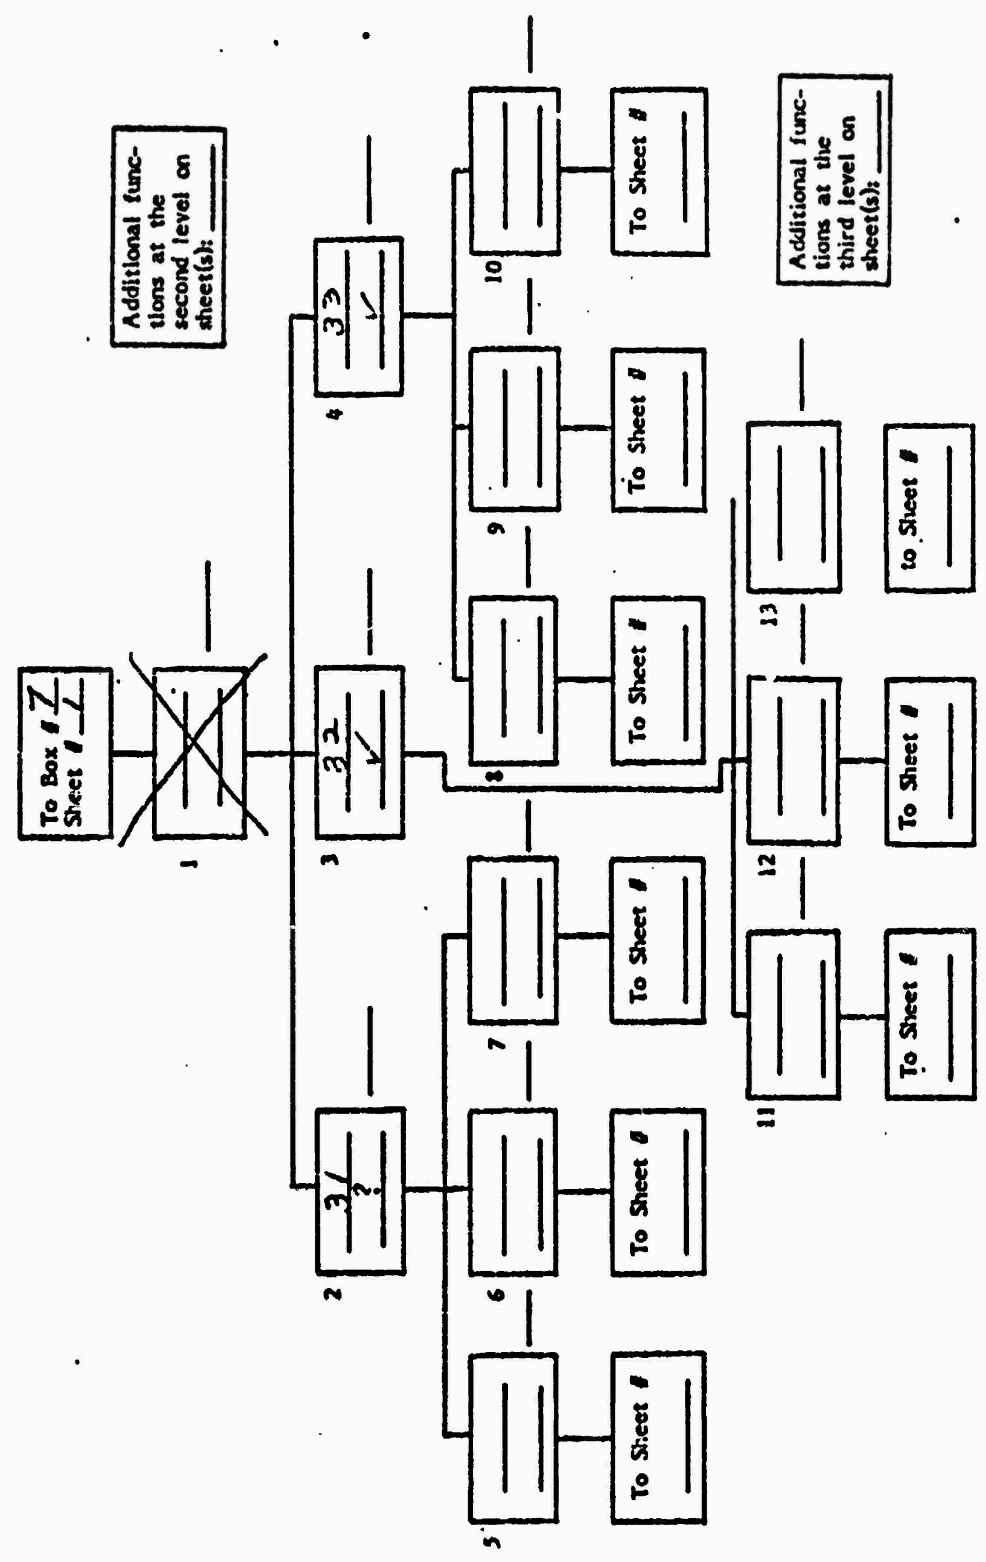 To Box # 7
Sheet # 1
1
Additional func-
tions at the
second level on
sheet(s):
2
31
?
3
32
✓
4
33
✓
5
6
7
8
9
10
To Sheet #
To Sheet #
To Sheet #
To Sheet #
To Sheet #
To Sheet #
11
12
13
Additional func-
tions at the
third level on
sheet(s):
To Sheet #
To Sheet #
to Sheet #